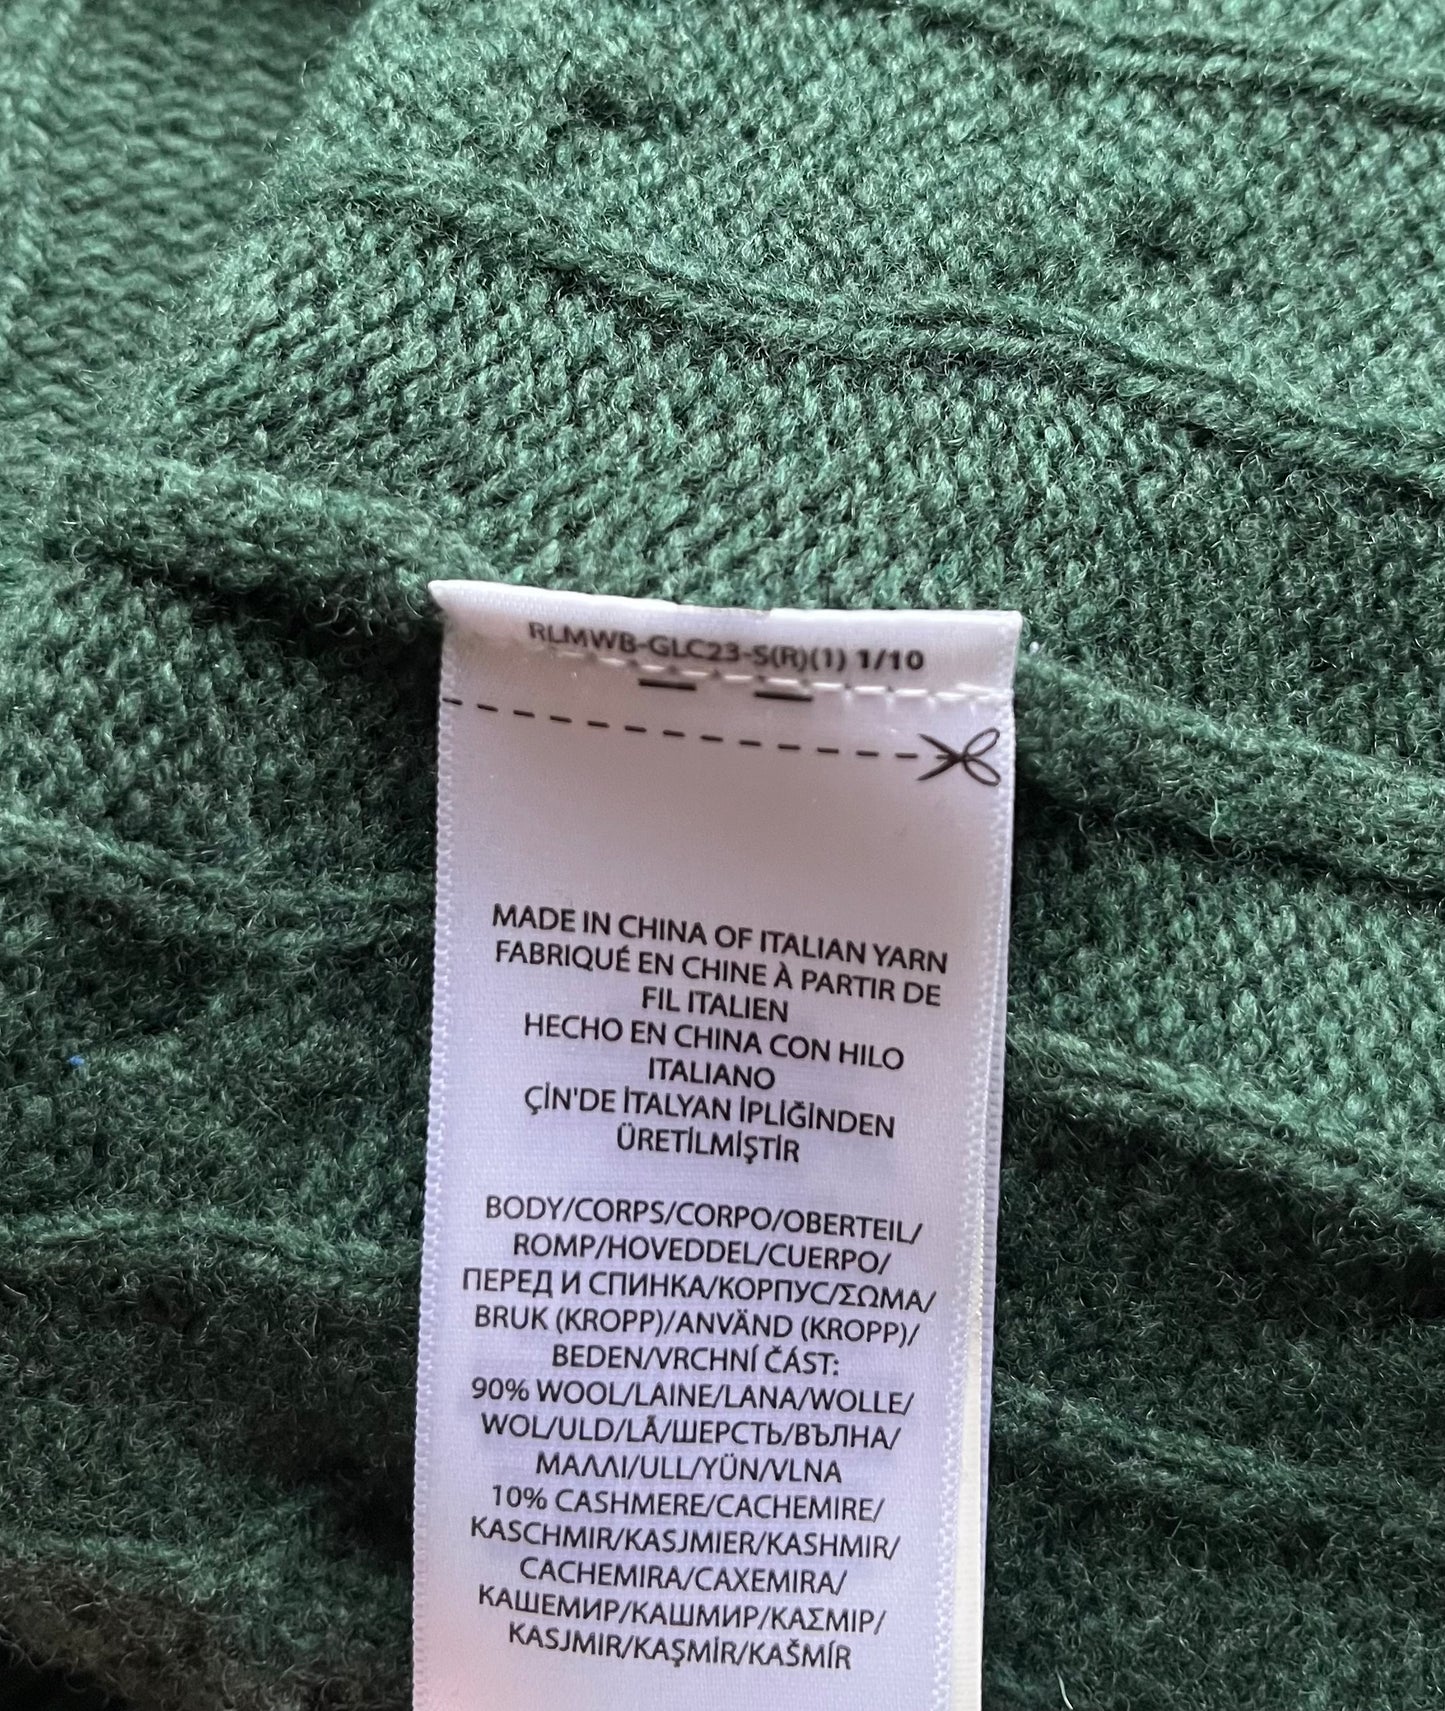 RLMWB-GLC23-S(R)(1) 1/10
MADE IN CHINA OF ITALIAN YARN
FABRIQUÉ EN CHINE À PARTIR DE
FIL ITALIEN
HECHO EN CHINA CON HILO
ITALIANO
ÇİN'DE İTALYAN İPLİĞİNDEN
ÜRETİLMİŞTİR
BODY/CORPS/CORPO/OBERTEIL/
ROMP/HOVEDDEL/CUERPO/
ПЕРЕД И СПИНКА/КОРПУС/ΣΩΜΑ/
BRUK (KROPP)/ANVÄND (KROPP)/
BEDEN/VRCHNÍ ČÁST:
90% WOOL/LAINE/LANA/WOLLE/
WOL/ULD/LÃ/ШЕРСТЬ/ВЪЛНА/
ΜΑΛΛΙ/ULL/YÜN/VLNA
10% CASHMERE/CACHEMIRE/
KASCHMIR/KASJMIER/KASHMIR/
CACHEMIRA/CAXEMIRA/
КАШЕМИР/КАШМИР/ΚΑΣΜΙΡ/
KASJMIR/KAŞMİR/KAŠMÍR